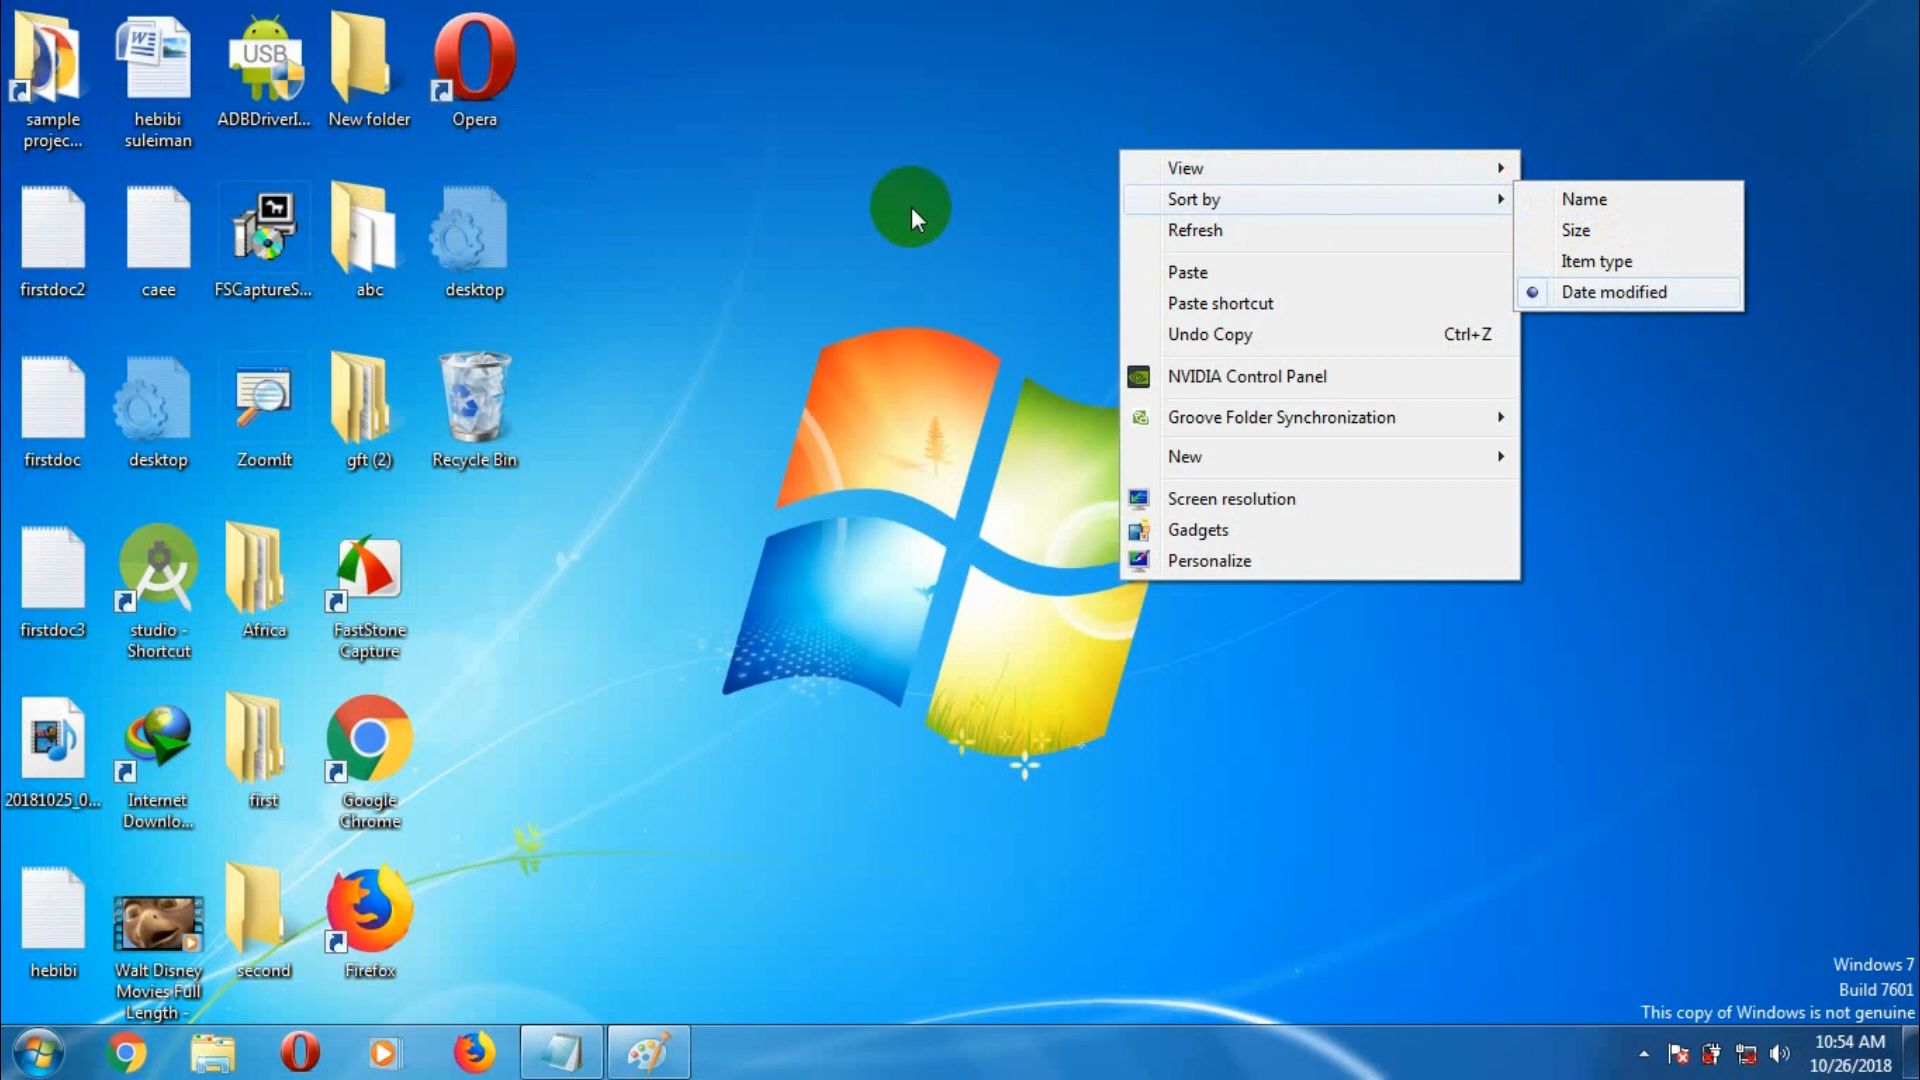 sample
projec...
hebibi
suleiman
USB
ADBDriverI...
New folder
Opera
firstdoc2
caee
FSCaptureS...
abc
desktop
firstdoc
desktop
ZoomIt
gft (2)
Recycle Bin
firstdoc3
studio -
Shortcut
Africa
FastStone
Capture
20181025_0...
Internet
Downlo...
first
Google
Chrome
hebibi
Walt Disney
Movies Full
Length -
second
Firefox
View
Sort by
Refresh
Paste
Paste shortcut
Undo Copy Ctrl+Z
NVIDIA Control Panel
Groove Folder Synchronization
New
Screen resolution
Gadgets
Personalize
Name
Size
Item type
Date modified
Windows 7
Build 7601
This copy of Windows is not genuine
10:54 AM
10/26/2018